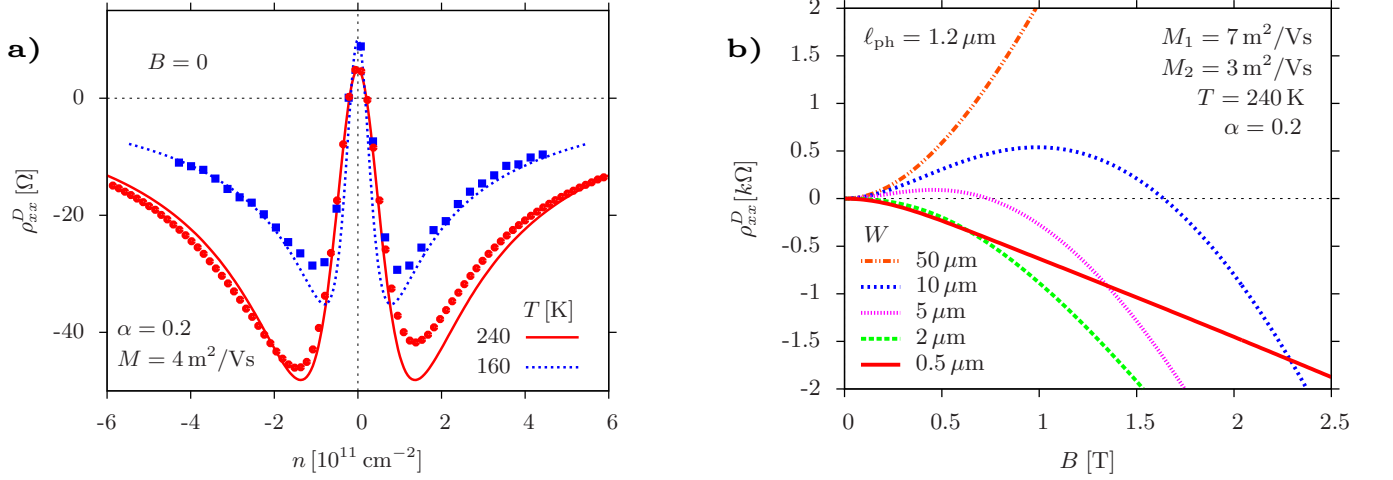 a)
B = 0
0
-20
-40
ρ^D_xx [Ω]
α = 0.2
M = 4 m²/Vs
T [K]
240
160
-6 -4 -2 0 2 4 6
n [10¹¹ cm⁻²]
b)
ℓ_ph = 1.2 μm
M₁ = 7 m²/Vs
M₂ = 3 m²/Vs
T = 240 K
α = 0.2
2
1.5
1
0.5
0
-0.5
-1
-1.5
-2
ρ^D_xx [kΩ]
W
50 μm
10 μm
5 μm
2 μm
0.5 μm
0 0.5 1 1.5 2 2.5
B [T]